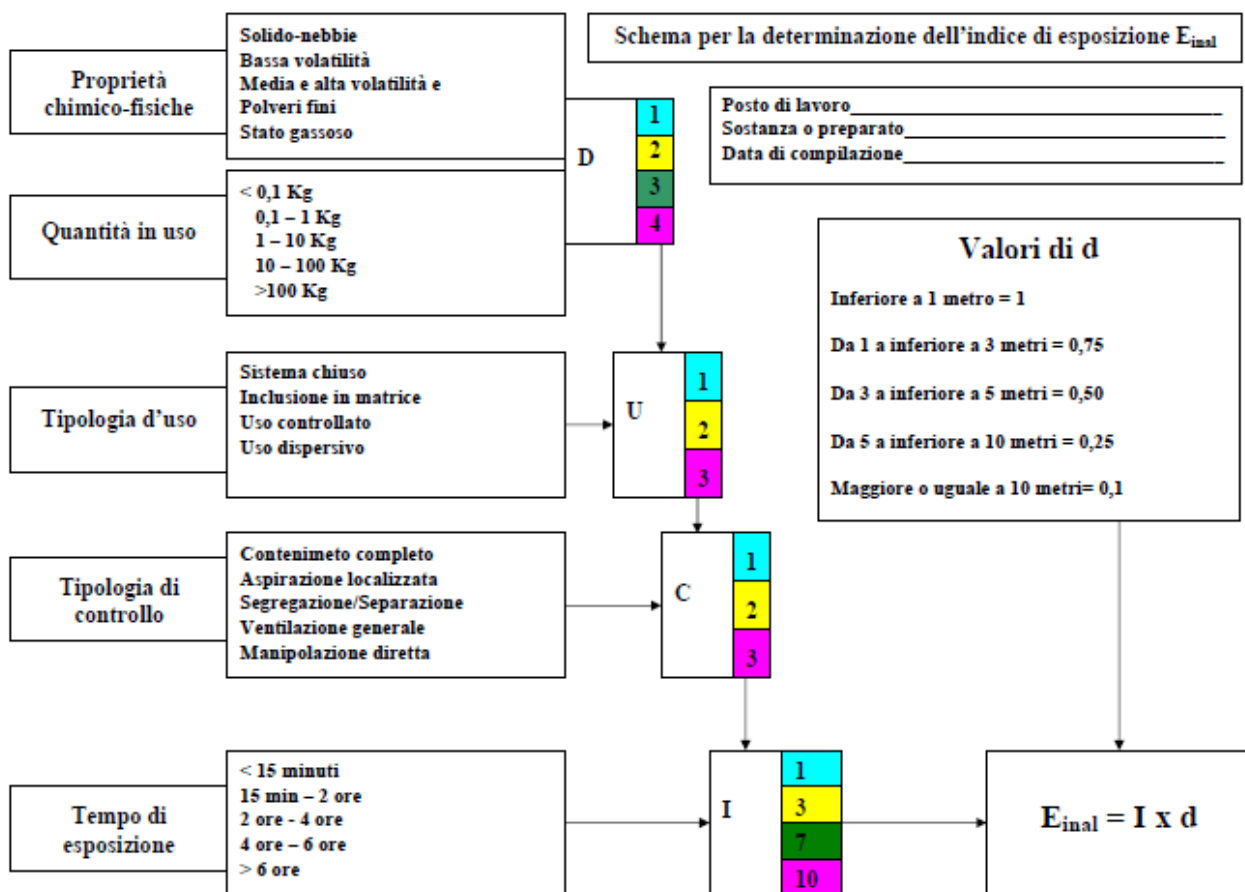 Schema per la determinazione dell'indice di esposizione Einal
Posto di lavoro_____________________________________
Sostanza o preparato________________________________
Data di compilazione________________________________
Proprietà
chimico-fisiche
Solido-nebbie
Bassa volatilità
Media e alta volatilità e
Polveri fini
Stato gassoso
D
1
2
3
4
Quantità in uso
< 0,1 Kg
0,1 – 1 Kg
1 – 10 Kg
10 – 100 Kg
>100 Kg
Valori di d
Inferiore a 1 metro = 1
Da 1 a inferiore a 3 metri = 0,75
Da 3 a inferiore a 5 metri = 0,50
Da 5 a inferiore a 10 metri = 0,25
Maggiore o uguale a 10 metri= 0,1
Tipologia d'uso
Sistema chiuso
Inclusione in matrice
Uso controllato
Uso dispersivo
U
1
2
3
Tipologia di
controllo
Contenimeto completo
Aspirazione localizzata
Segregazione/Separazione
Ventilazione generale
Manipolazione diretta
C
1
2
3
Tempo di
esposizione
< 15 minuti
15 min – 2 ore
2 ore - 4 ore
4 ore – 6 ore
> 6 ore
I
1
3
7
10
Einal = I x d